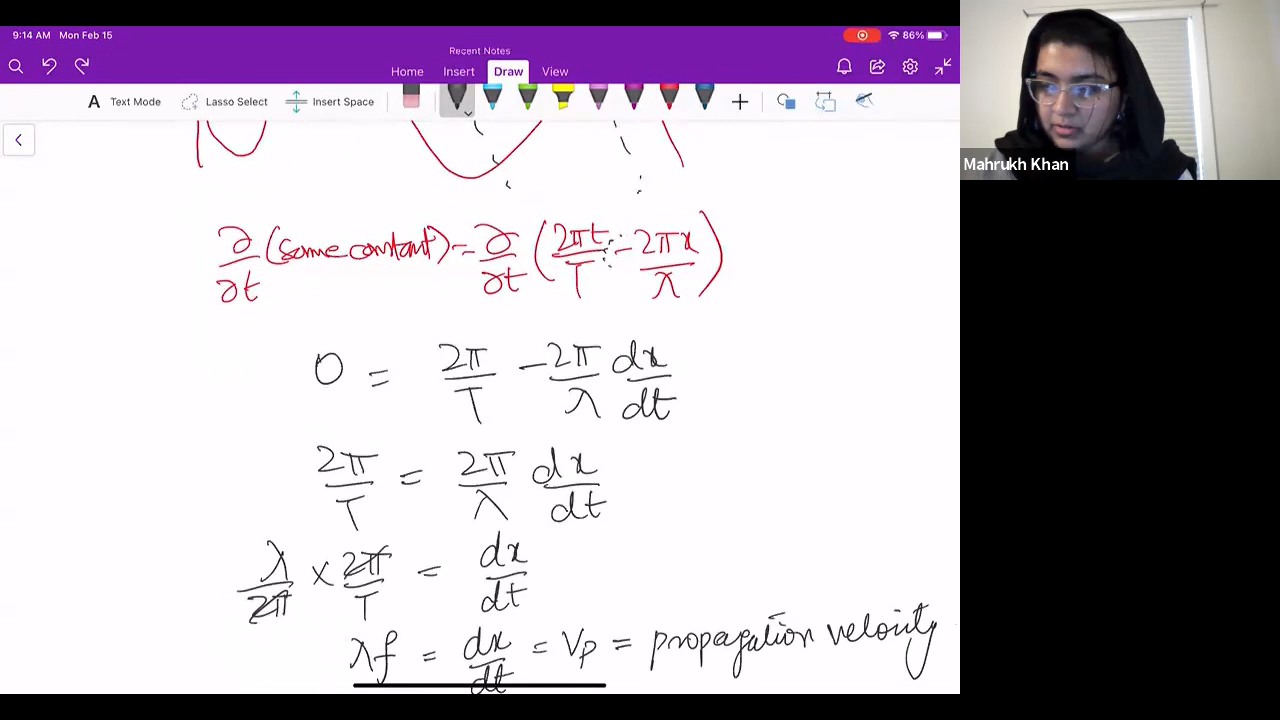 9:14 AM Mon Feb 15
86%
Recent Notes
Home Insert Draw View
Text Mode Lasso Select Insert Space
Mahrukh Khan
∂/∂t (some constant) = ∂/∂t (2πt/T - 2πx/λ)
0 = 2π/T - 2π/λ dx/dt
2π/T = 2π/λ dx/dt
λ/2π × 2π/T = dx/dt
λf = dx/dt = Vp = propagation velocity